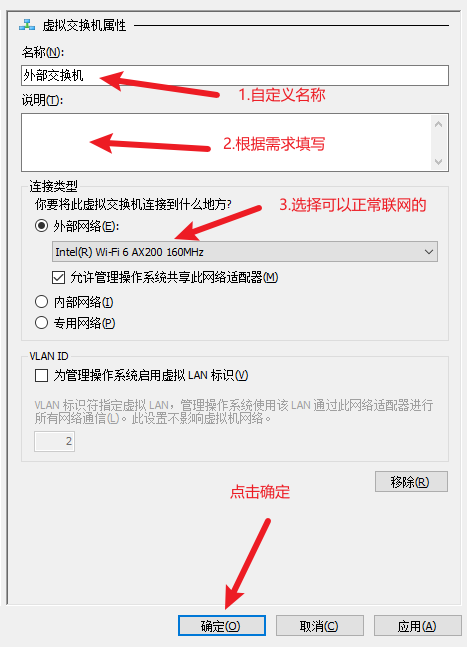 虚拟交换机属性
名称(N):
外部交换机
1.自定义名称
说明(T):
2.根据需求填写
连接类型
你要将此虚拟交换机连接到什么地方?
3.选择可以正常联网的
外部网络(E):
Intel(R) Wi-Fi 6 AX200 160MHz
允许管理操作系统共享此网络适配器(M)
内部网络(I)
专用网络(P)
VLAN ID
为管理操作系统启用虚拟 LAN 标识(V)
VLAN 标识符指定虚拟 LAN，管理操作系统使用该 LAN 通过此网络适配器进行
所有网络通信(L)。此设置不影响虚拟机网络。
2
移除(R)
点击确定
确定(O)
取消(C)
应用(A)